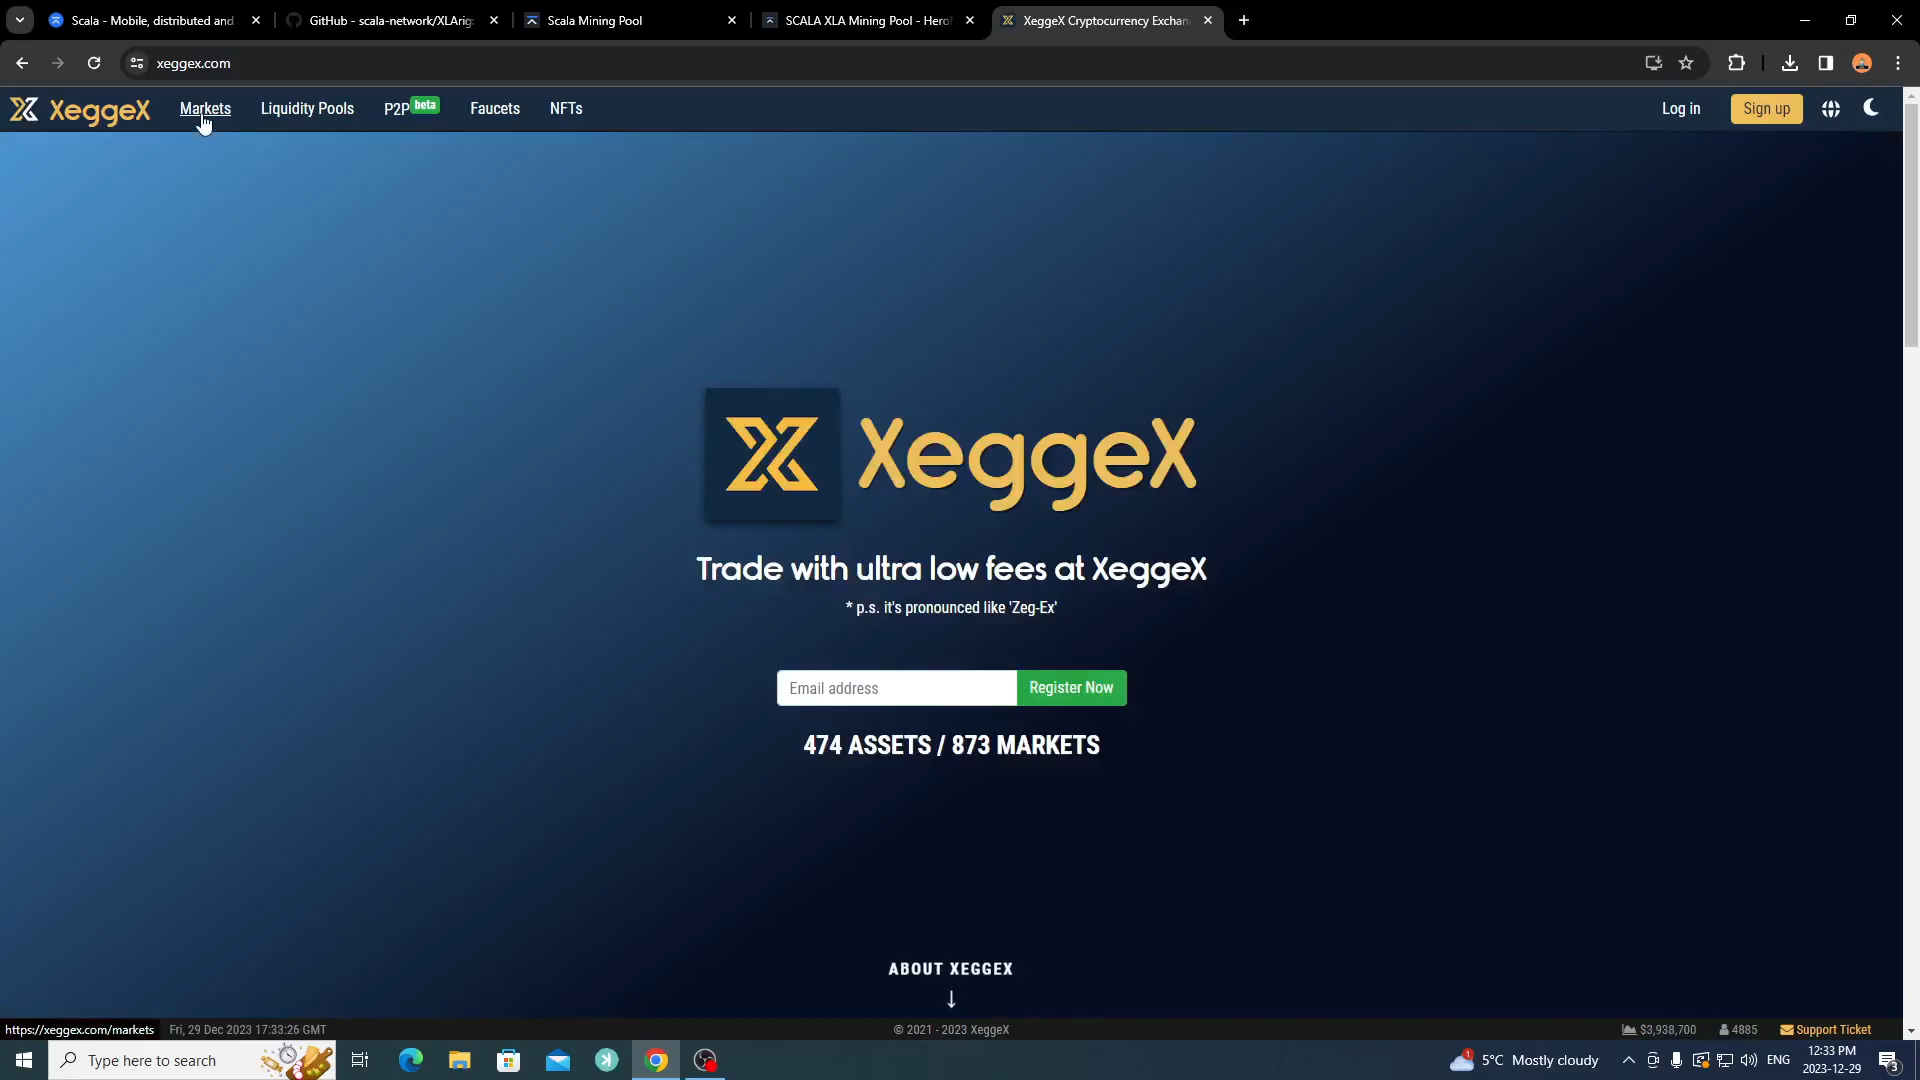 Scala - Mobile, distributed and
GitHub - scala-network/XLArig:
Scala Mining Pool
SCALA XLA Mining Pool - HeroM
XeggeX Cryptocurrency Exchan
xeggex.com
XeggeX
Markets
Liquidity Pools
P2P beta
Faucets
NFTs
Log in
Sign up
XeggeX
Trade with ultra low fees at XeggeX
* p.s. it's pronounced like 'Zeg-Ex'
Email address
Register Now
474 ASSETS / 873 MARKETS
ABOUT XEGGEX
↓
https://xeggex.com/markets
Fri, 29 Dec 2023 17:33:26 GMT
© 2021 - 2023 XeggeX
$3,938,700
4885
Support Ticket
Type here to search
1
5°C Mostly cloudy
ENG
12:33 PM
2023-12-29
3